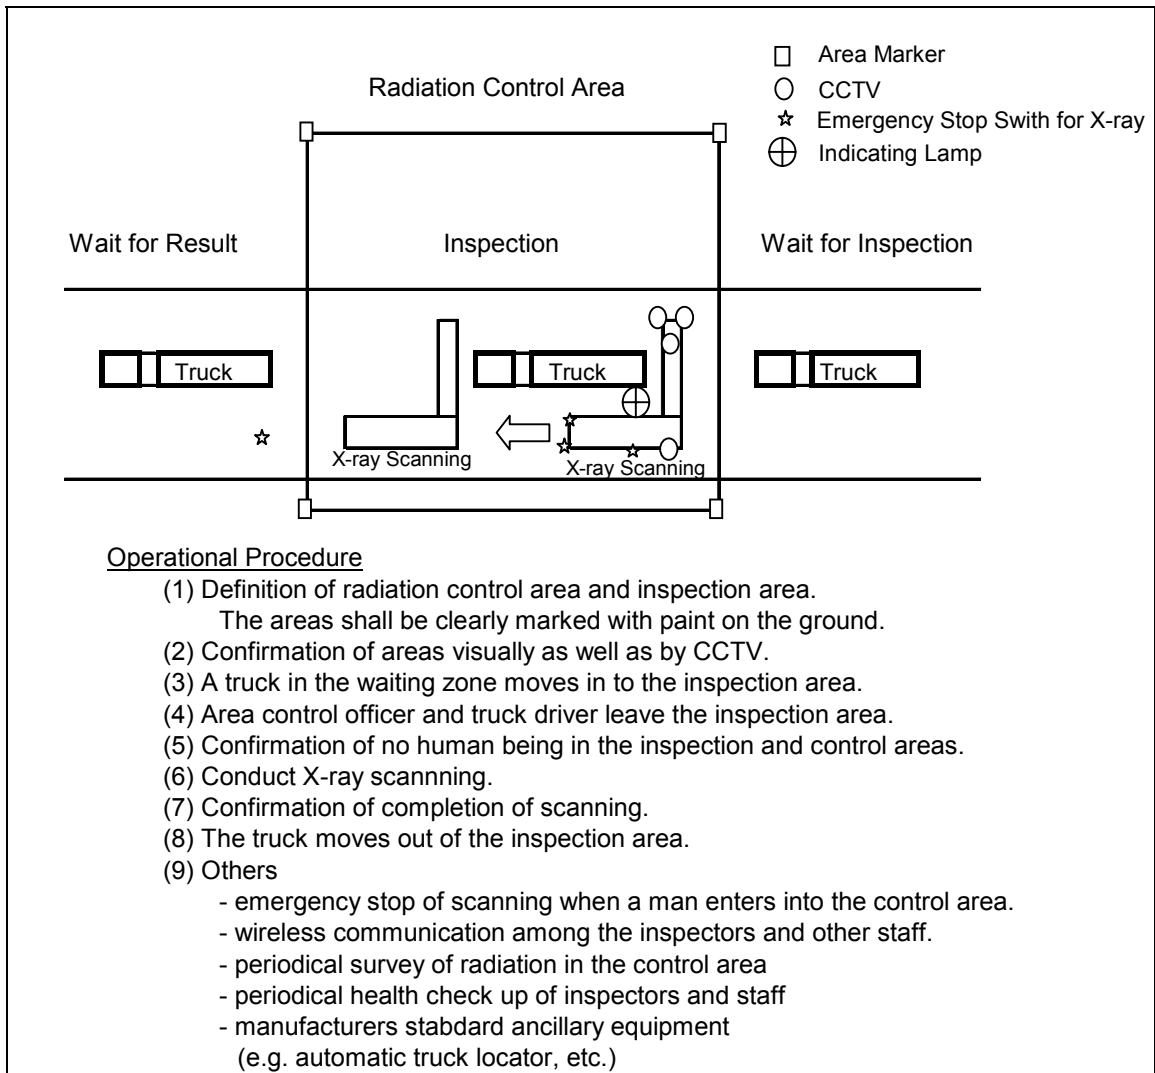 Area Marker
CCTV
Emergency Stop Swith for X-ray
Indicating Lamp
Radiation Control Area
Wait for Result
Inspection
Wait for Inspection
Truck
Truck
Truck
X-ray Scanning
X-ray Scanning
Operational Procedure
(1) Definition of radiation control area and inspection area.
The areas shall be clearly marked with paint on the ground.
(2) Confirmation of areas visually as well as by CCTV.
(3) A truck in the waiting zone moves in to the inspection area.
(4) Area control officer and truck driver leave the inspection area.
(5) Confirmation of no human being in the inspection and control areas.
(6) Conduct X-ray scannning.
(7) Confirmation of completion of scanning.
(8) The truck moves out of the inspection area.
(9) Others
- emergency stop of scanning when a man enters into the control area.
- wireless communication among the inspectors and other staff.
- periodical survey of radiation in the control area
- periodical health check up of inspectors and staff
- manufacturers stabdard ancillary equipment
(e.g. automatic truck locator, etc.)